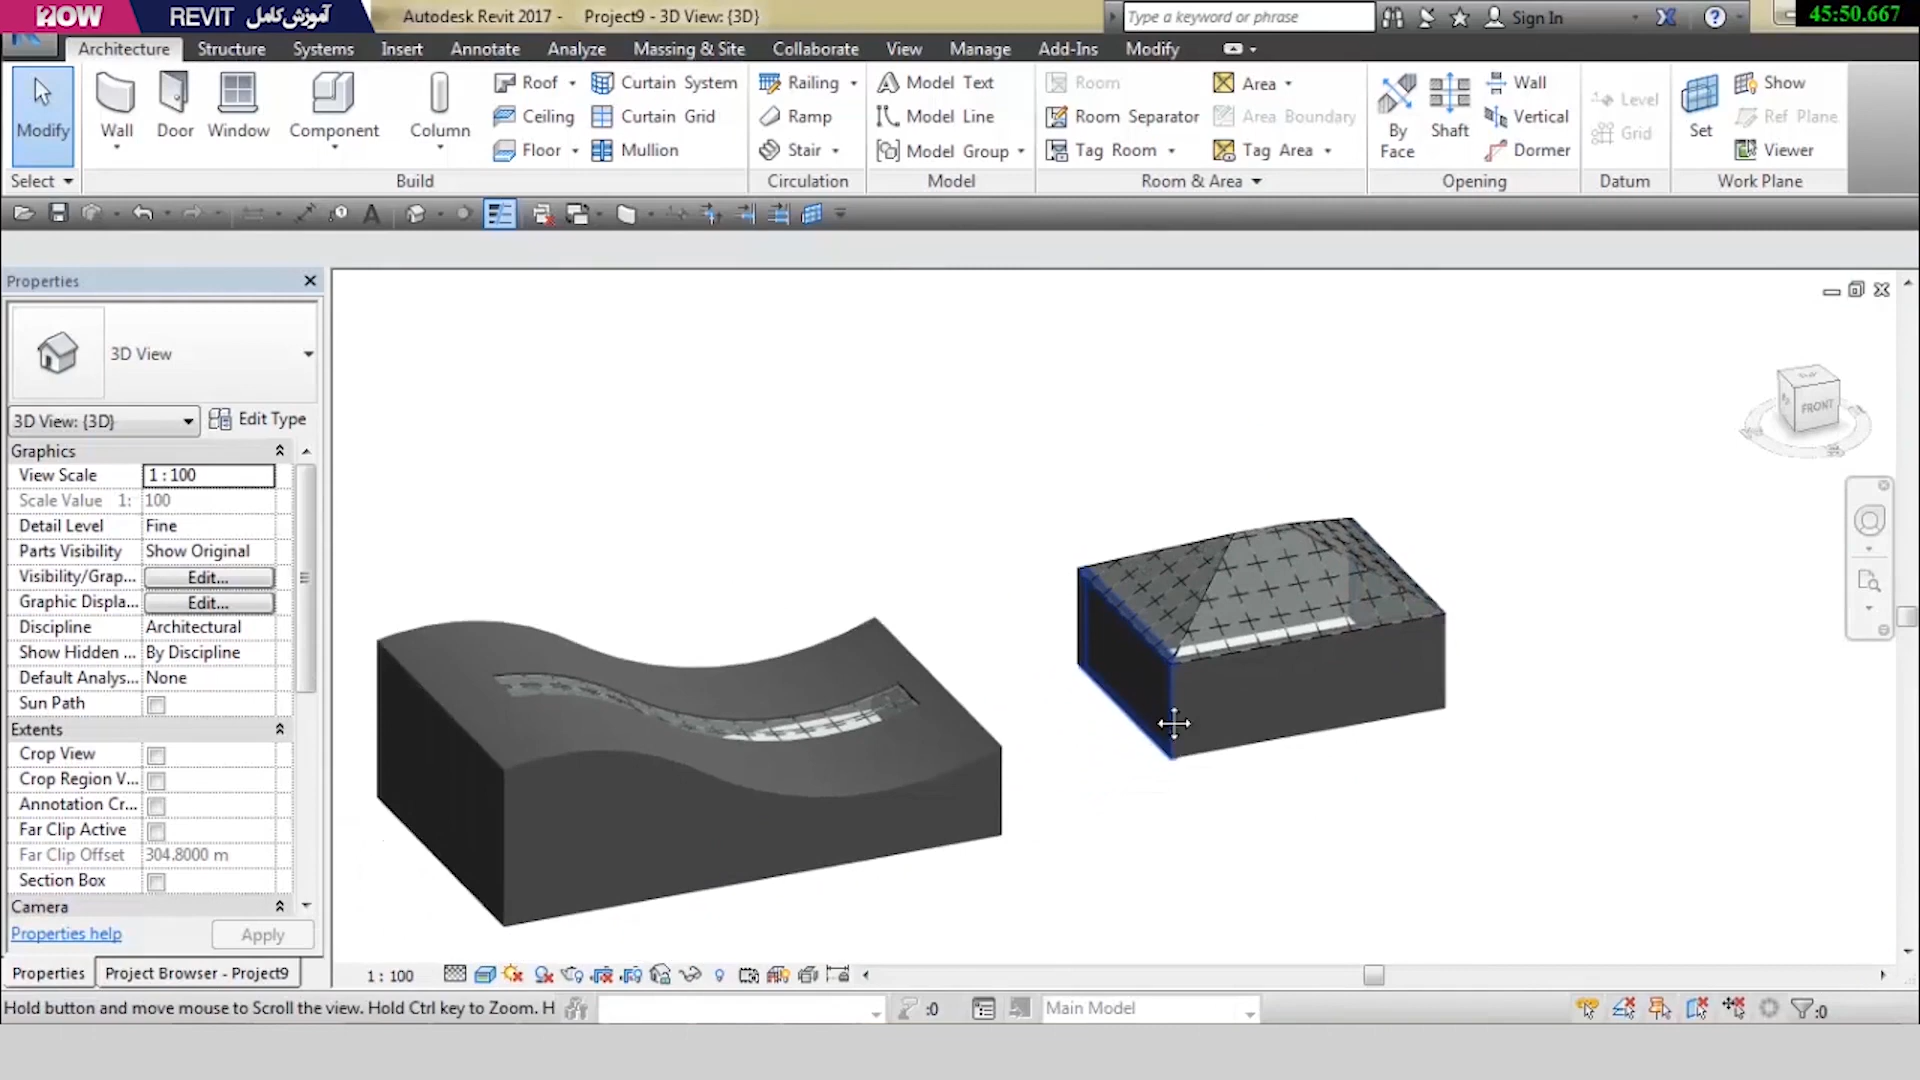 2NOW REVIT آموزش کامل
Autodesk Revit 2017 - Project9 - 3D View: {3D}
Type a keyword or phrase
Sign In
45:50.667
Architecture Structure Systems Insert Annotate Analyze Massing & Site Collaborate View Manage Add-Ins Modify
Modify Wall Door Window Component Column
Roof Curtain System
Ceiling Curtain Grid
Floor Mullion
Railing
Ramp
Stair
Model Text
Model Line
Model Group
Room Area
Room Separator Area Boundary
Tag Room Tag Area
By Face
Shaft
Wall
Vertical
Dormer
Level
Grid
Set
Show
Ref Plane
Viewer
Select Build Circulation Model Room & Area Opening Datum Work Plane
Properties
3D View
3D View: {3D} Edit Type
Graphics
View Scale 1 : 100
Scale Value 1: 100
Detail Level Fine
Parts Visibility Show Original
Visibility/Grap... Edit...
Graphic Displa... Edit...
Discipline Architectural
Show Hidden ... By Discipline
Default Analys... None
Sun Path
Extents
Crop View
Crop Region V...
Annotation Cr...
Far Clip Active
Far Clip Offset 304.8000 m
Section Box
Camera
Properties help Apply
Properties Project Browser - Project9
FRONT
1 : 100
Hold button and move mouse to Scroll the view. Hold Ctrl key to Zoom. H
:0
Main Model
:0